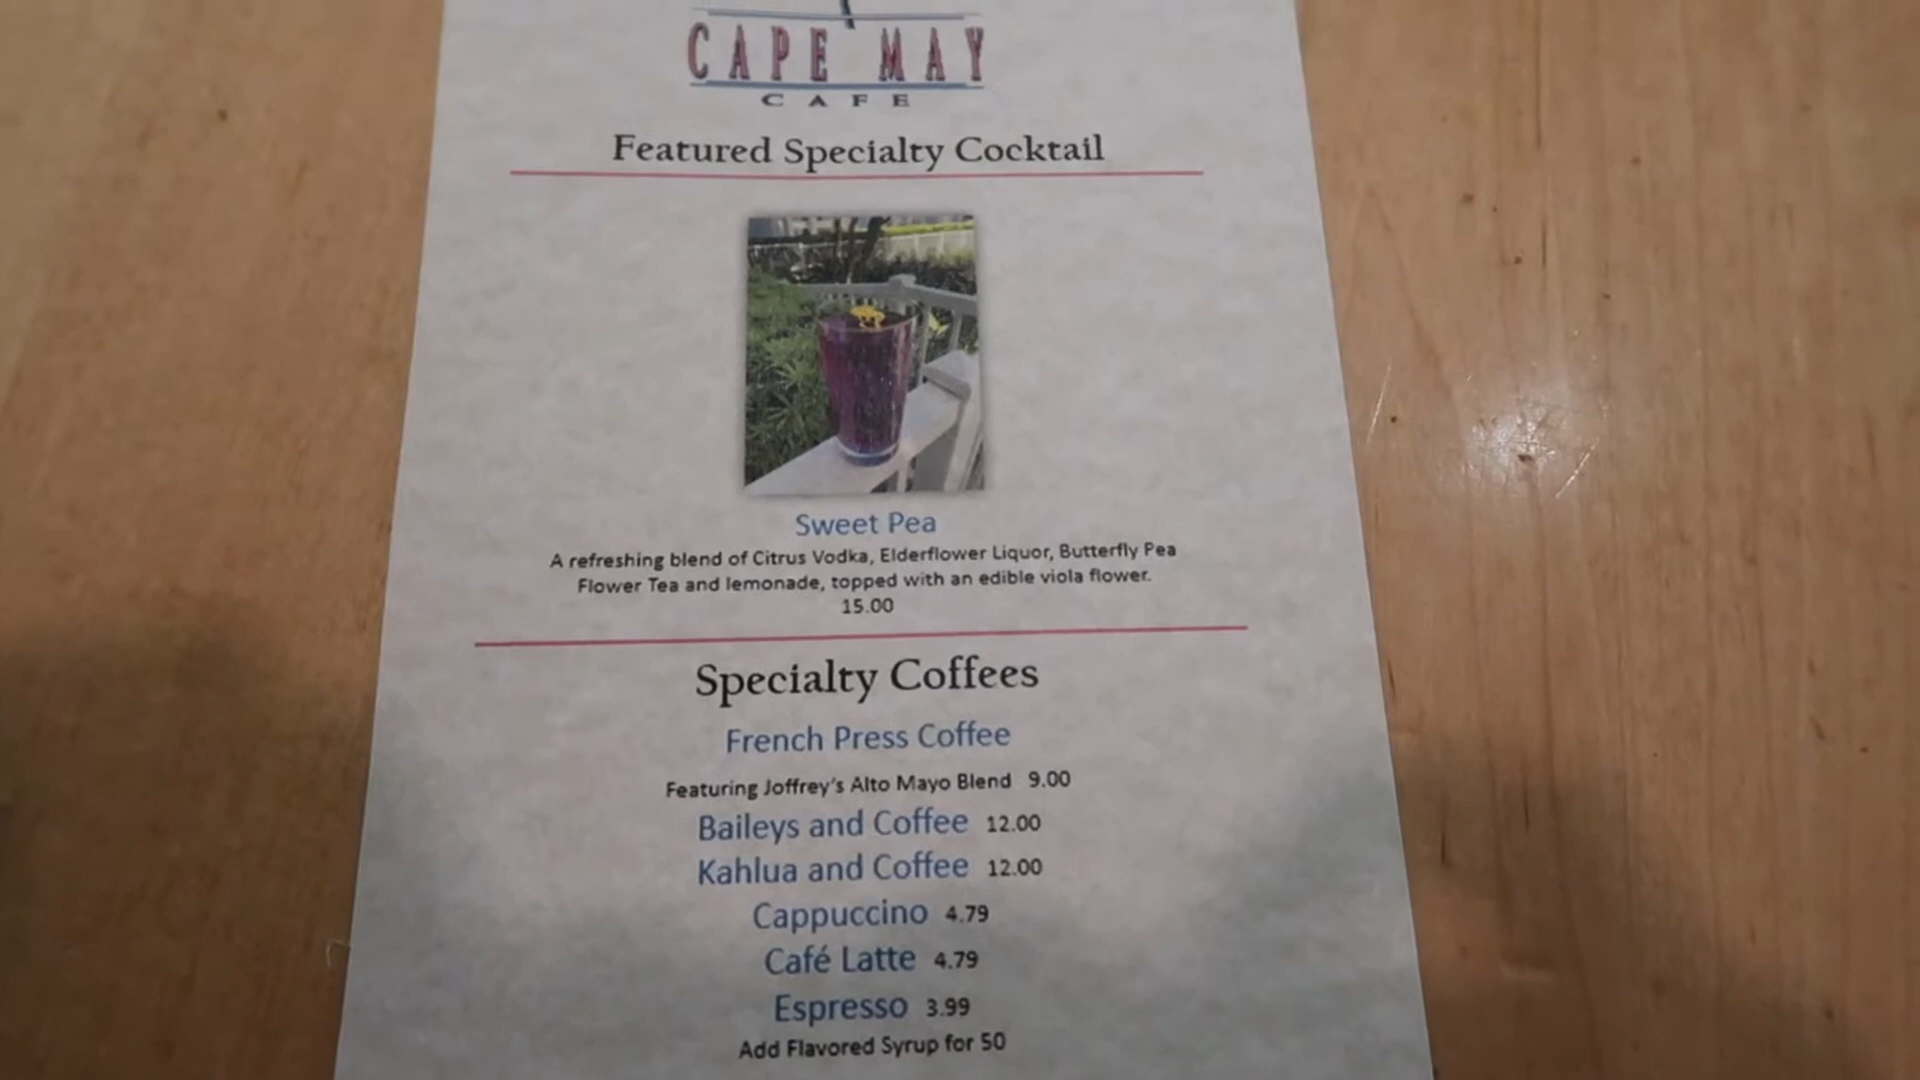 CAPE MAY
CAFE
Featured Specialty Cocktail
Sweet Pea
A refreshing blend of Citrus Vodka, Elderflower Liquor, Butterfly Pea
Flower Tea and lemonade, topped with an edible viola flower.
15.00
Specialty Coffees
French Press Coffee
Featuring Joffrey's Alto Mayo Blend 9.00
Baileys and Coffee 12.00
Kahlua and Coffee 12.00
Cappuccino 4.79
Café Latte 4.79
Espresso 3.99
Add Flavored Syrup for 50